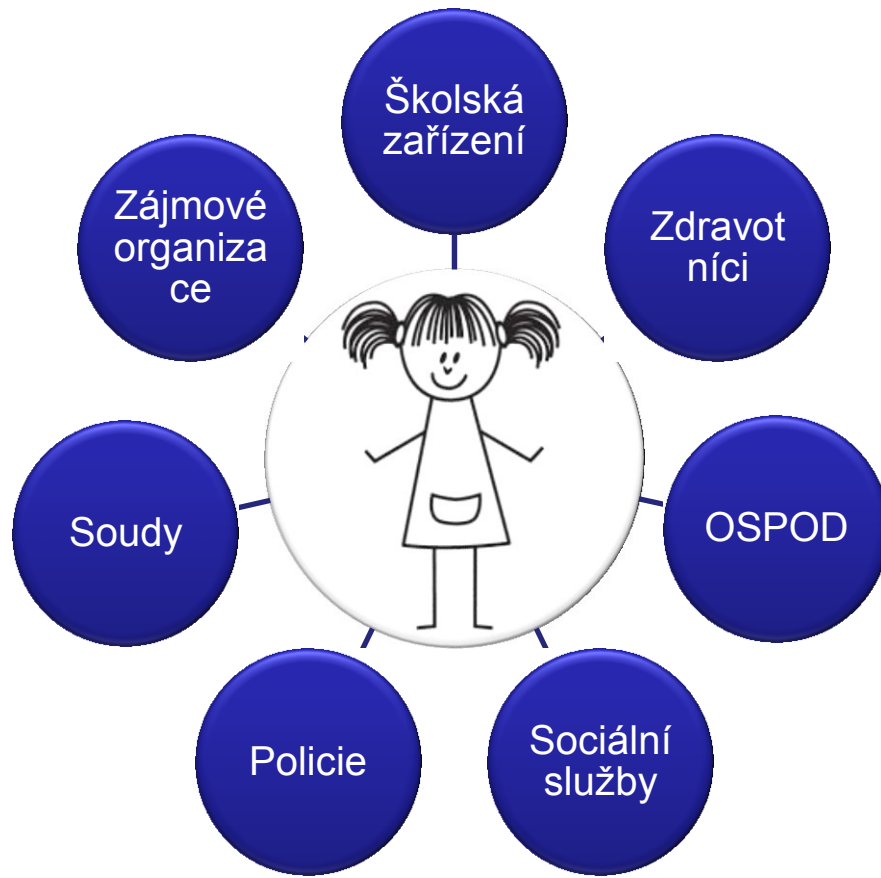 Školská
zařízení
Zdravot
níci
OSPOD
Sociální
služby
Policie
Soudy
Zájmové
organiza
ce